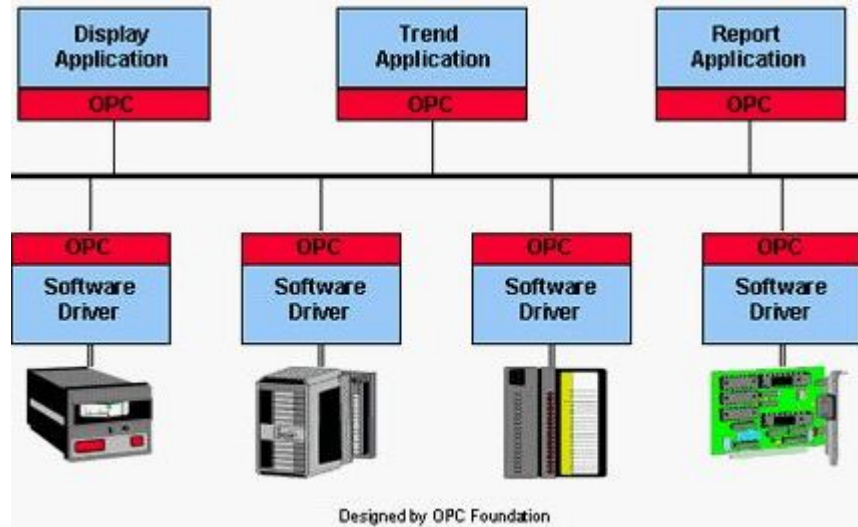 Display
Application
OPC
Trend
Application
OPC
Report
Application
OPC
OPC
Software
Driver
OPC
Software
Driver
OPC
Software
Driver
OPC
Software
Driver
Designed by OPC Foundation